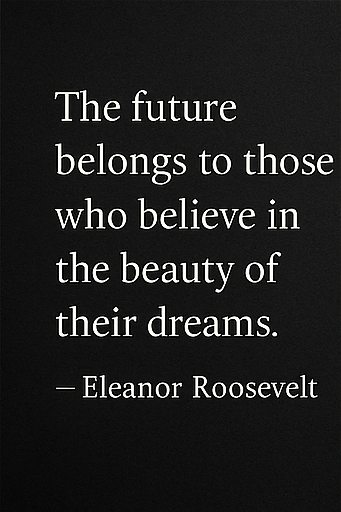 The future
belongs to those
who believe in
the beauty of
their dreams.
— Eleanor Roosevelt